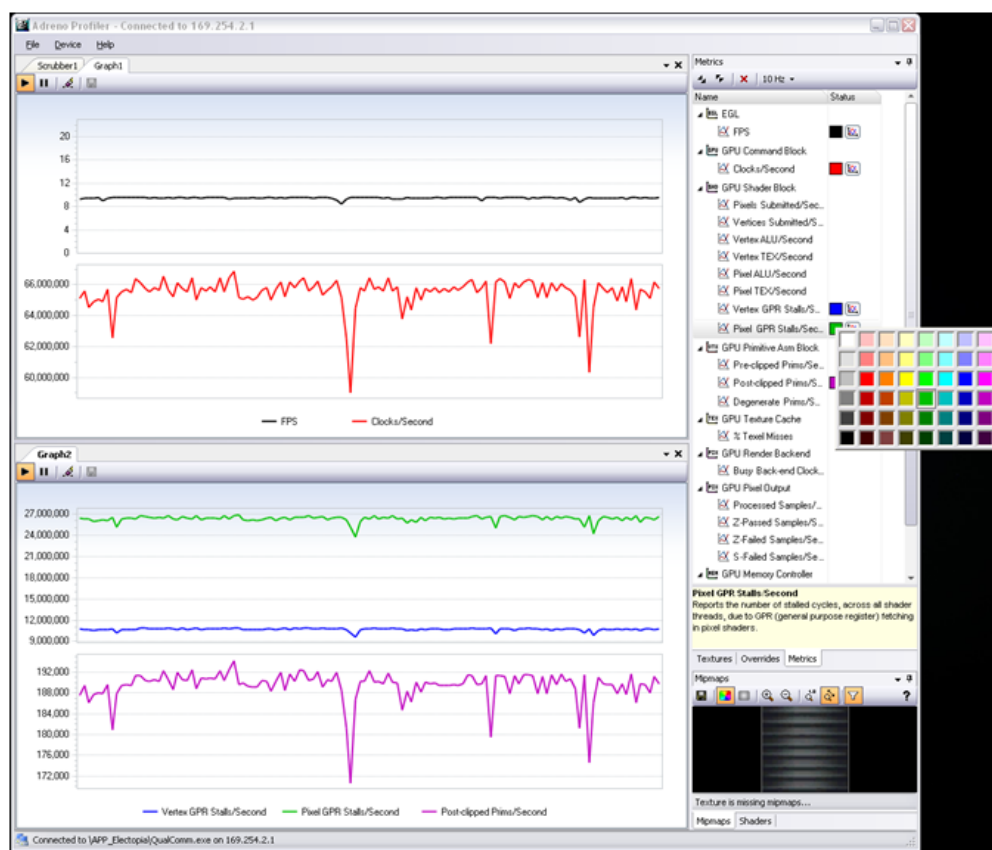 Adreno Profiler - Connected to 169.254.2.1
File Device Help
Scrubber1 Graph1
20
16
12
8
4
0
66,000,000
64,000,000
62,000,000
60,000,000
FPS Clocks/Second
Graph2
27,000,000
24,000,000
21,000,000
18,000,000
15,000,000
12,000,000
9,000,000
192,000
188,000
184,000
180,000
176,000
172,000
Vertex GPR Stalls/Second Pixel GPR Stalls/Second Post-clipped Prims/Second
Metrics
10 Hz
Name Status
EGL
FPS
GPU Command Block
Clocks/Second
GPU Shader Block
Pixels Submitted/Sec...
Vertices Submitted/S...
Vertex ALU/Second
Vertex TEX/Second
Pixel ALU/Second
Pixel TEX/Second
Vertex GPR Stalls/S...
Pixel GPR Stalls/Sec...
GPU Primitive Asm Block
Pre-clipped Prims/Se...
Post-clipped Prims/S...
Degenerate Prims/S...
GPU Texture Cache
% Texel Misses
GPU Render Backend
Busy Back-end Clock...
GPU Pixel Output
Processed Samples/...
Z-Passed Samples/S...
Z-Failed Samples/Se...
S-Failed Samples/Se...
GPU Memory Controller
Pixel GPR Stalls/Second
Reports the number of stalled cycles, across all shader
threads, due to GPR (general purpose register) fetching
in pixel shaders.
Textures Overrides Metrics
Mipmaps
?
Texture is missing mipmaps...
Mipmaps Shaders
Connected to \APP_Electopia\QualComm.exe on 169.254.2.1